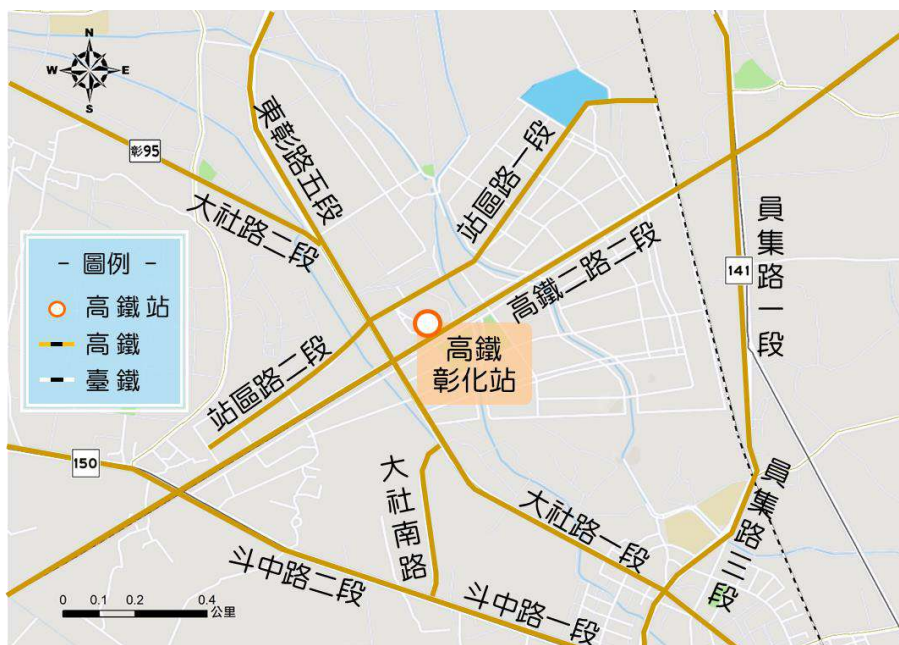 N
W E
S
彰95
東彰路五段
站區路一段
大社路二段
員集路一段
141
- 圖例 -
高鐵站
高鐵
臺鐵
高鐵二路二段
高鐵
彰化站
站區路二段
150
大社南路
大社路一段
員集路三段
斗中路二段
斗中路一段
0 0.1 0.2 0.4
公里